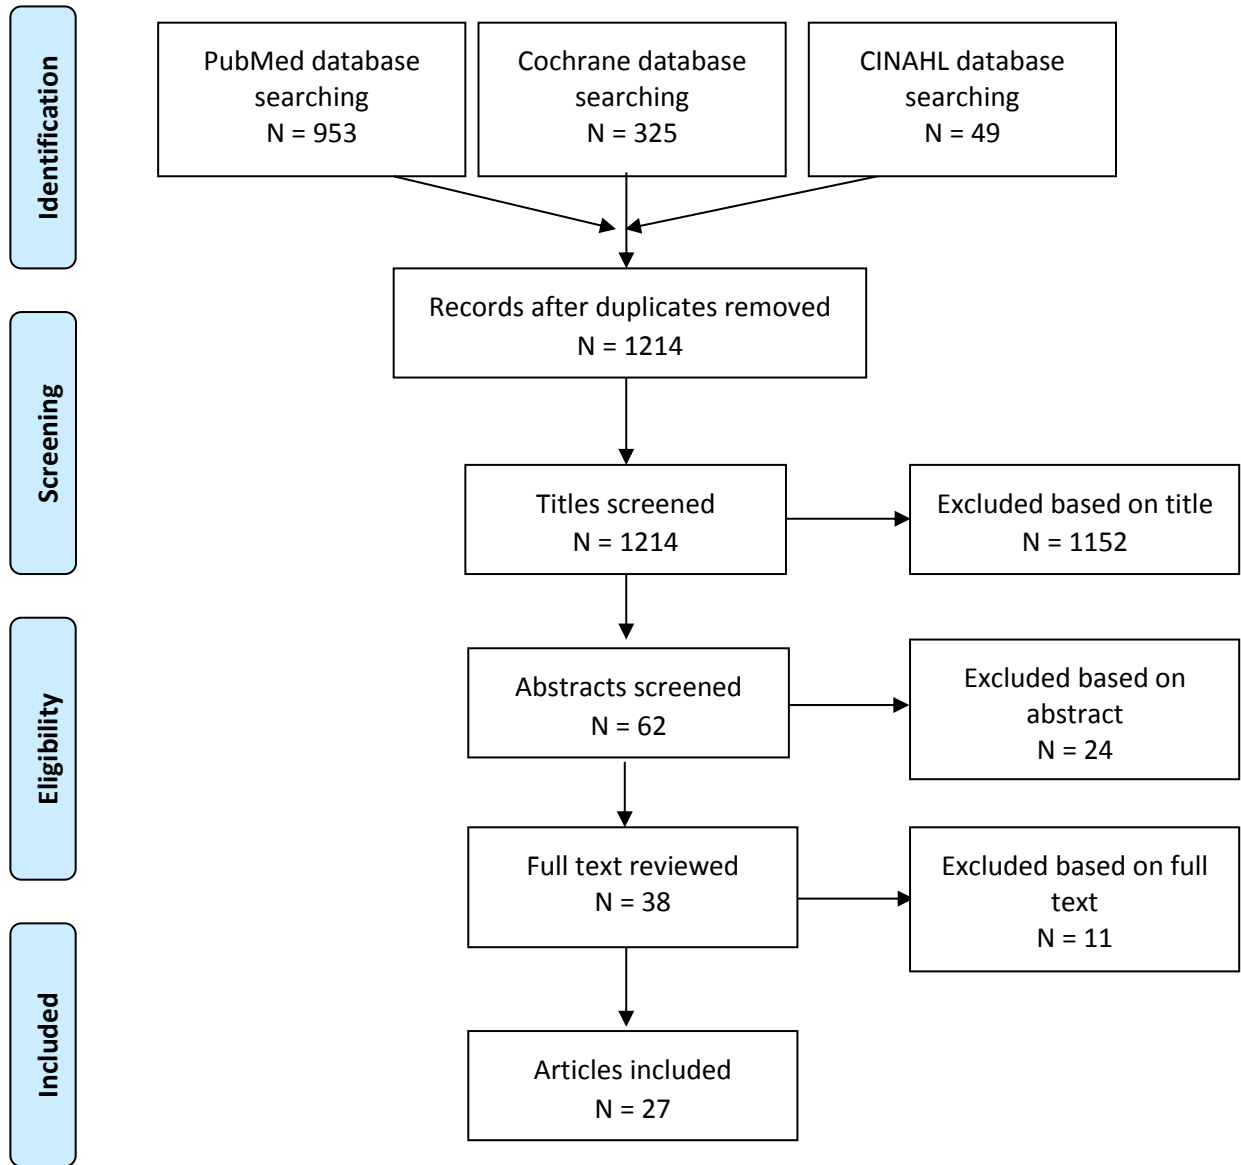 Identification
PubMed database
searching
N = 953
Cochrane database
searching
N = 325
CINAHL database
searching
N = 49
Records after duplicates removed
N = 1214
Screening
Titles screened
N = 1214
Excluded based on title
N = 1152
Eligibility
Abstracts screened
N = 62
Excluded based on
abstract
N = 24
Full text reviewed
N = 38
Excluded based on full
text
N = 11
Included
Articles included
N = 27